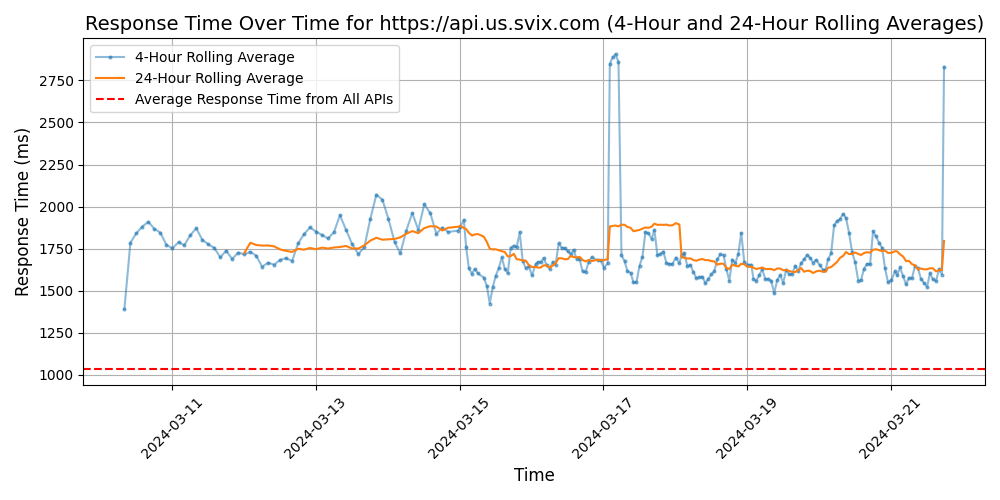 Response Time Over Time for https://api.us.svix.com (4-Hour and 24-Hour Rolling Averages)
4-Hour Rolling Average
24-Hour Rolling Average
Average Response Time from All APIs
Response Time (ms)
2750
2500
2250
2000
1750
1500
1250
1000
2024-03-11
2024-03-13
2024-03-15
2024-03-17
2024-03-19
2024-03-21
Time